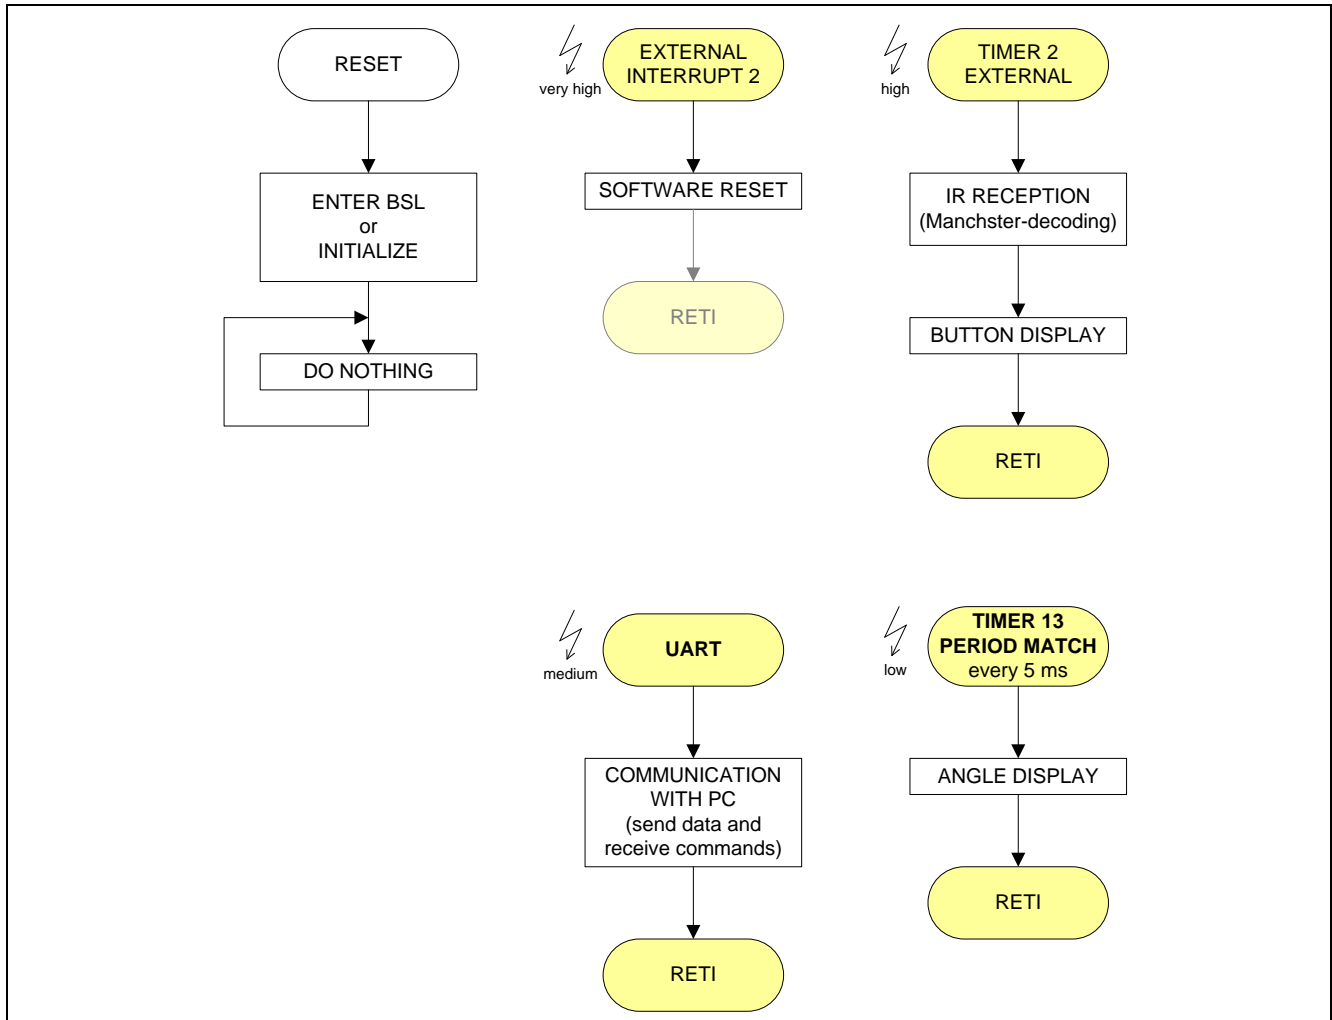 RESET
ENTER BSL
or
INITIALIZE
DO NOTHING
very high
EXTERNAL
INTERRUPT 2
SOFTWARE RESET
RETI
high
TIMER 2
EXTERNAL
IR RECEPTION
(Manchster-decoding)
BUTTON DISPLAY
RETI
medium
UART
COMMUNICATION
WITH PC
(send data and
receive commands)
RETI
low
TIMER 13
PERIOD MATCH
every 5 ms
ANGLE DISPLAY
RETI